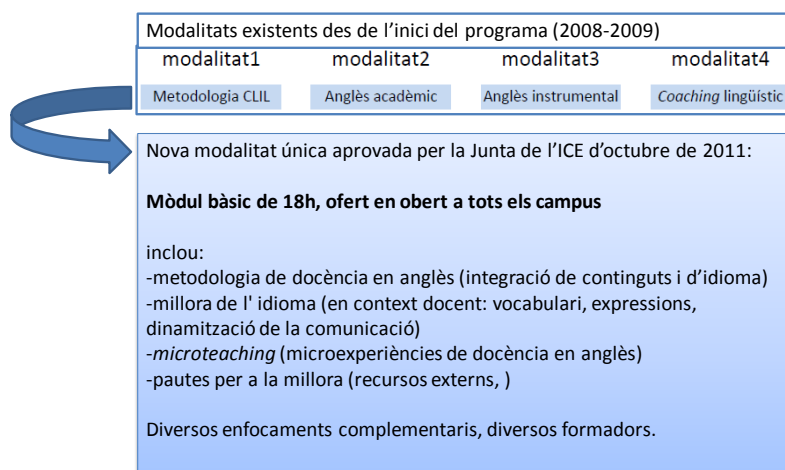 Modalitats existents des de l'inici del programa (2008-2009)
modalitat1 modalitat2 modalitat3 modalitat4
Metodologia CLIL Anglès acadèmic Anglès instrumental Coaching lingüístic
Nova modalitat única aprovada per la Junta de l'ICE d'octubre de 2011:
Mòdul bàsic de 18h, ofert en obert a tots els campus
inclou:
-metodologia de docència en anglès (integració de continguts i d'idioma)
-millora de l' idioma (en context docent: vocabulari, expressions,
dinamització de la comunicació)
-microteaching (microexperiències de docència en anglès)
-pautes per a la millora (recursos externs, )
Diversos enfocaments complementaris, diversos formadors.